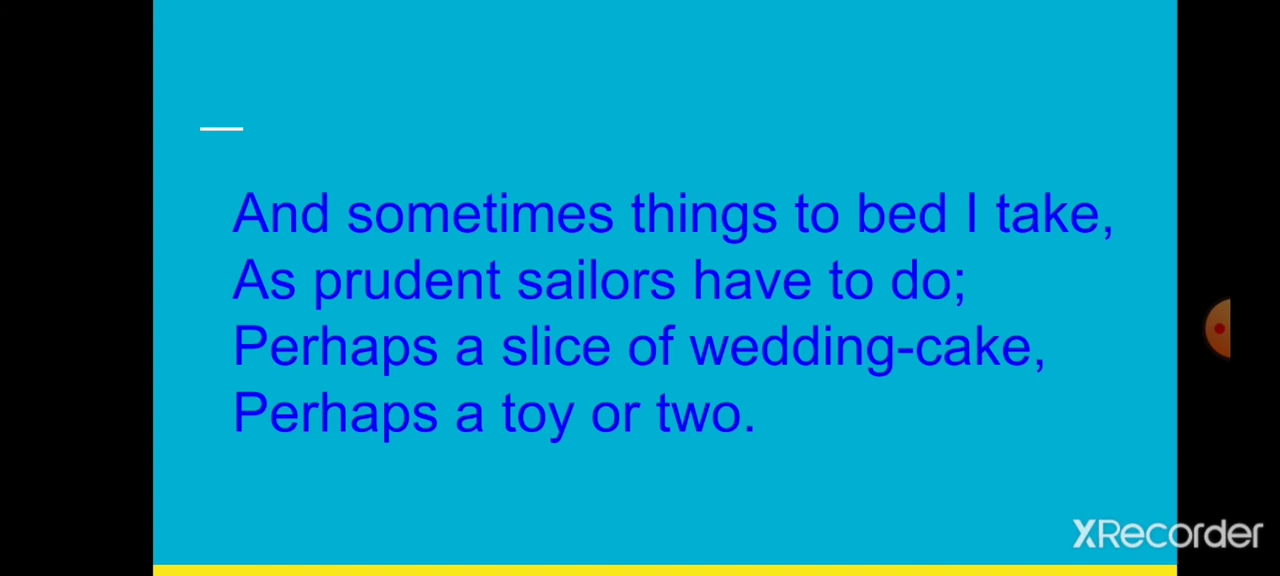 And sometimes things to bed I take,
As prudent sailors have to do;
Perhaps a slice of wedding-cake,
Perhaps a toy or two.
XRecorder